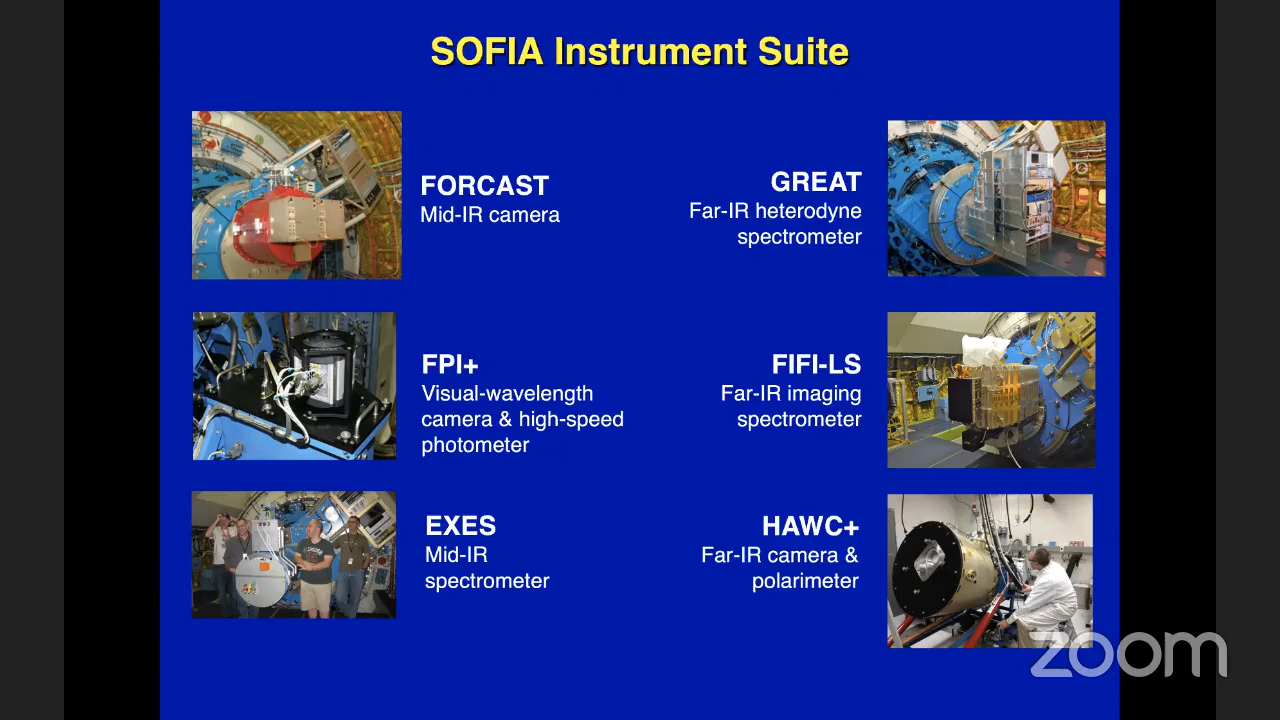 SOFIA Instrument Suite
FORCAST
Mid-IR camera
GREAT
Far-IR heterodyne
spectrometer
FPI+
Visual-wavelength
camera & high-speed
photometer
FIFI-LS
Far-IR imaging
spectrometer
EXES
Mid-IR
spectrometer
HAWC+
Far-IR camera &
polarimeter
zoom